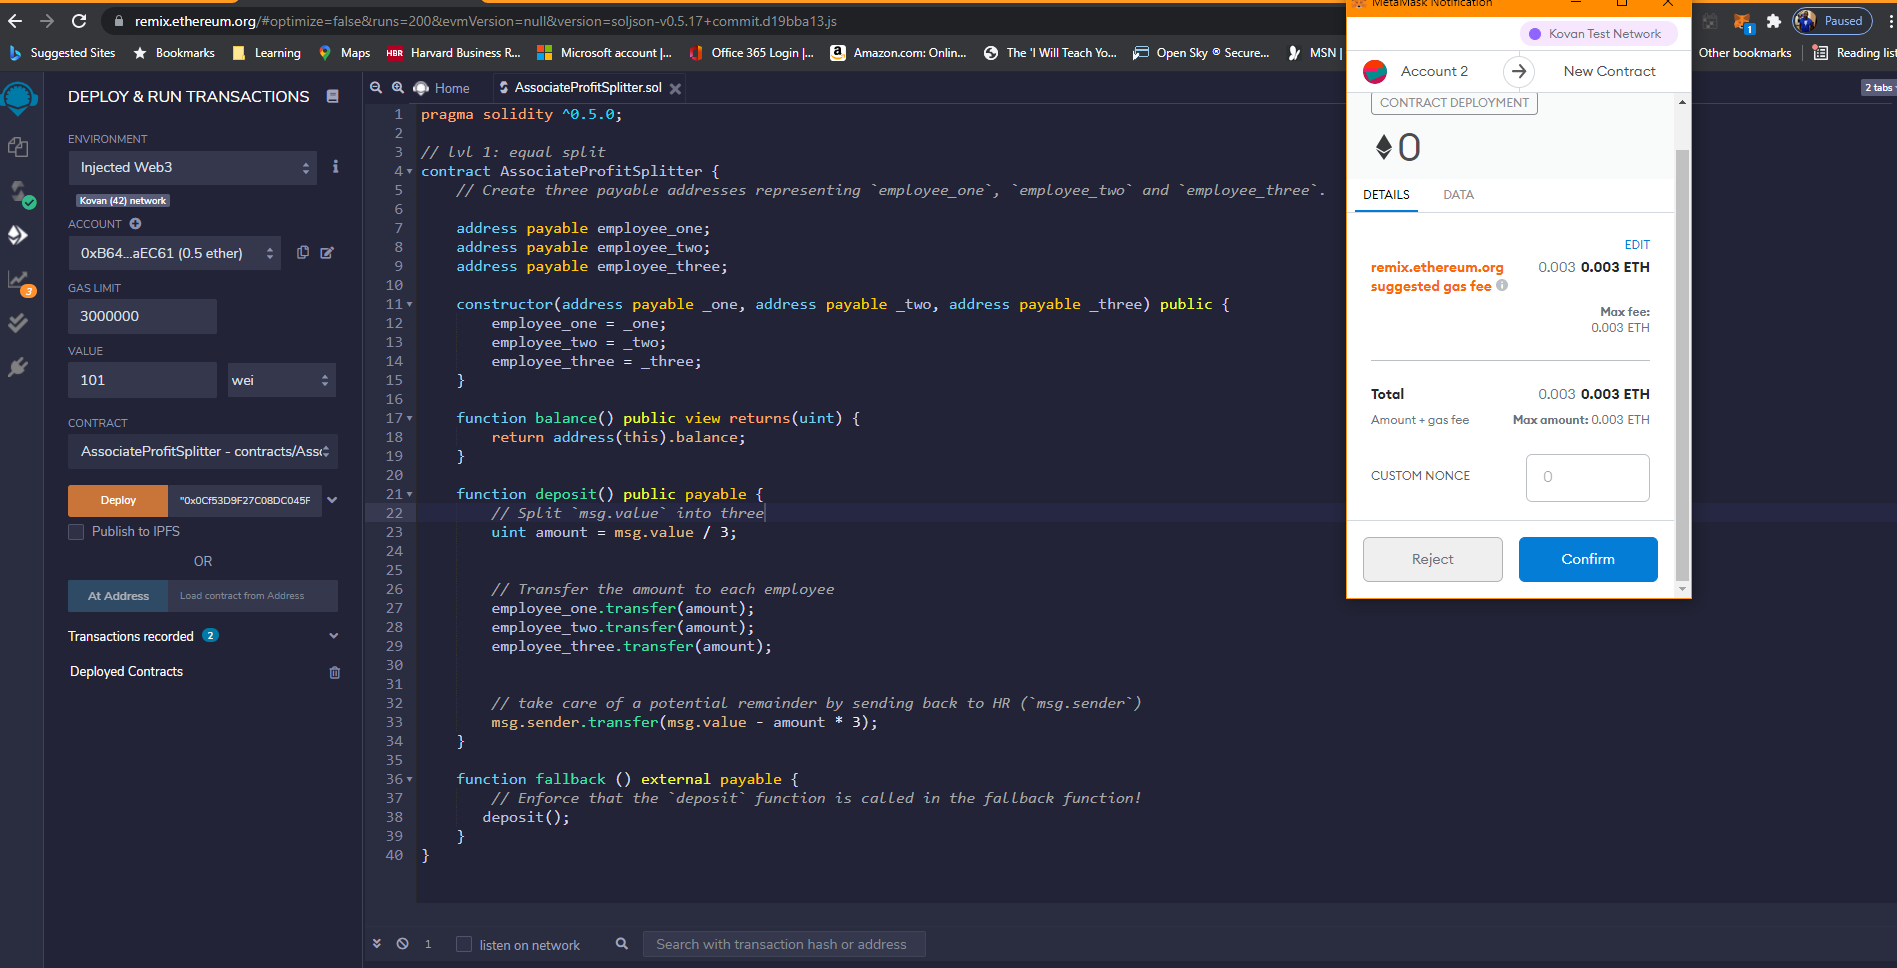 remix.ethereum.org/#optimize=false&runs=200&evmVersion=null&version=soljson-v0.5.17+commit.d19bba13.js
1
Paused
Suggested Sites
Bookmarks
Learning
Maps
HBR
Harvard Business R...
Microsoft account |...
Office 365 Login |...
Amazon.com: Onlin...
The 'I Will Teach Yo...
Open Sky ® Secure...
MSN |
Other bookmarks
Reading list
DEPLOY & RUN TRANSACTIONS
ENVIRONMENT
Injected Web3
Kovan (42) network
ACCOUNT
0xB64...aEC61 (0.5 ether)
GAS LIMIT
3000000
VALUE
101
wei
CONTRACT
AssociateProfitSplitter - contracts/Asso
Deploy
"0x0Cf53D9F27C08DC045F
Publish to IPFS
OR
At Address
Load contract from Address
Transactions recorded 2
Deployed Contracts
3
Home
AssociateProfitSplitter.sol
2 tabs
1 pragma solidity ^0.5.0;
2
3 // lvl 1: equal split
4 contract AssociateProfitSplitter {
5 // Create three payable addresses representing `employee_one`, `employee_two` and `employee_three`.
6
7 address payable employee_one;
8 address payable employee_two;
9 address payable employee_three;
10
11 constructor(address payable _one, address payable _two, address payable _three) public {
12 employee_one = _one;
13 employee_two = _two;
14 employee_three = _three;
15 }
16
17 function balance() public view returns(uint) {
18 return address(this).balance;
19 }
20
21 function deposit() public payable {
22 // Split `msg.value` into three
23 uint amount = msg.value / 3;
24
25
26 // Transfer the amount to each employee
27 employee_one.transfer(amount);
28 employee_two.transfer(amount);
29 employee_three.transfer(amount);
30
31
32 // take care of a potential remainder by sending back to HR (`msg.sender`)
33 msg.sender.transfer(msg.value - amount * 3);
34 }
35
36 function fallback () external payable {
37 // Enforce that the `deposit` function is called in the fallback function!
38 deposit();
39 }
40 }
1
listen on network
Search with transaction hash or address
MetaMask Notification
Kovan Test Network
Account 2
New Contract
CONTRACT DEPLOYMENT
0
DETAILS
DATA
EDIT
remix.ethereum.org 0.003 0.003 ETH
suggested gas fee
Max fee:
0.003 ETH
Total 0.003 0.003 ETH
Amount + gas fee Max amount: 0.003 ETH
CUSTOM NONCE 0
Reject
Confirm